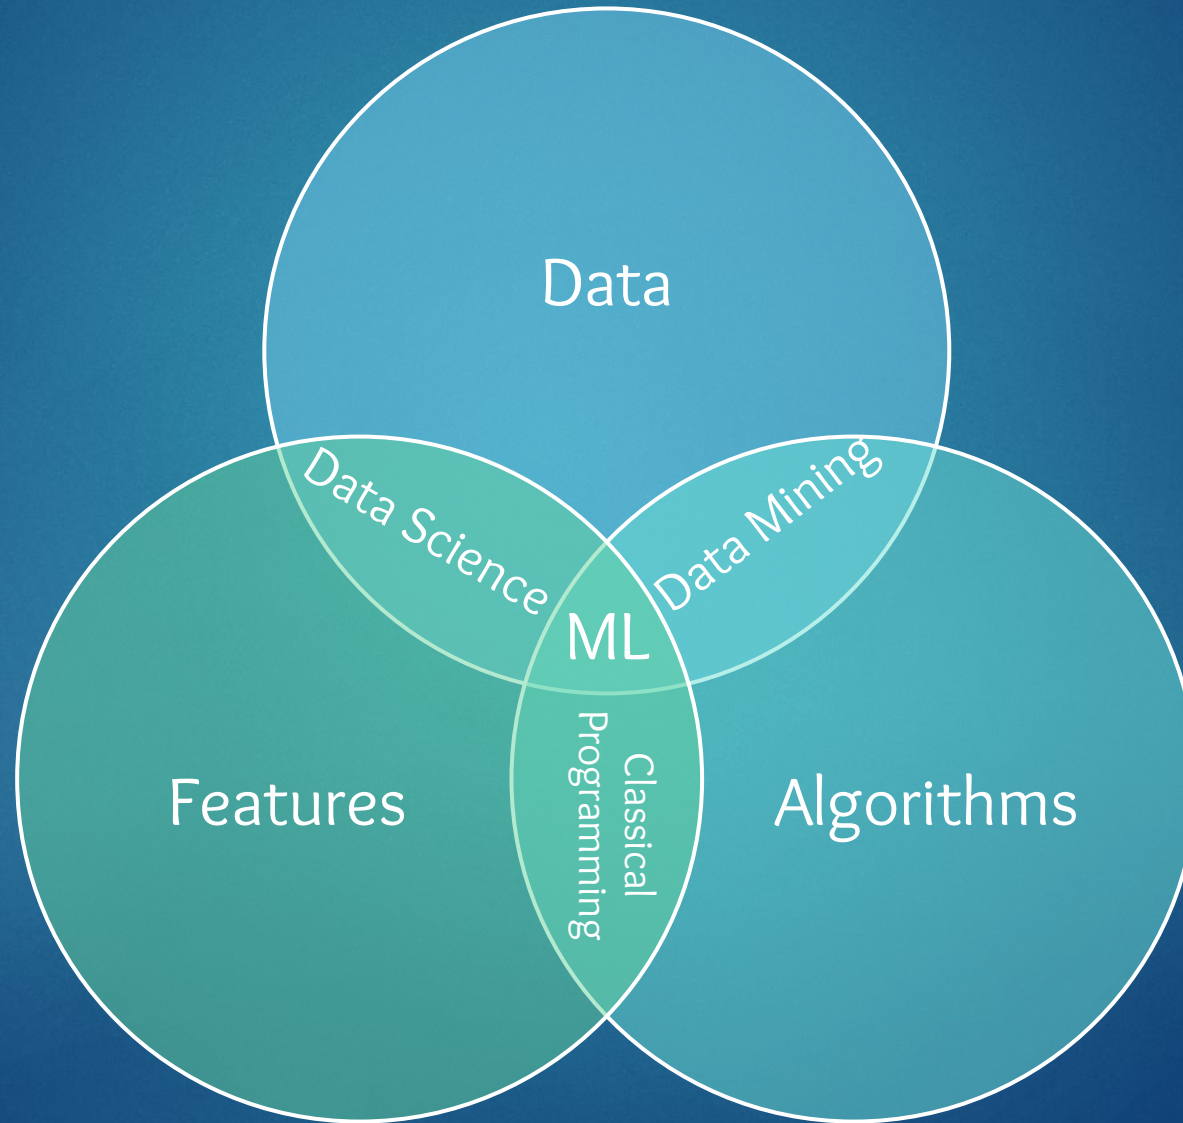 Data
Data Science
Data Mining
ML
Classical
Programming
Features
Algorithms